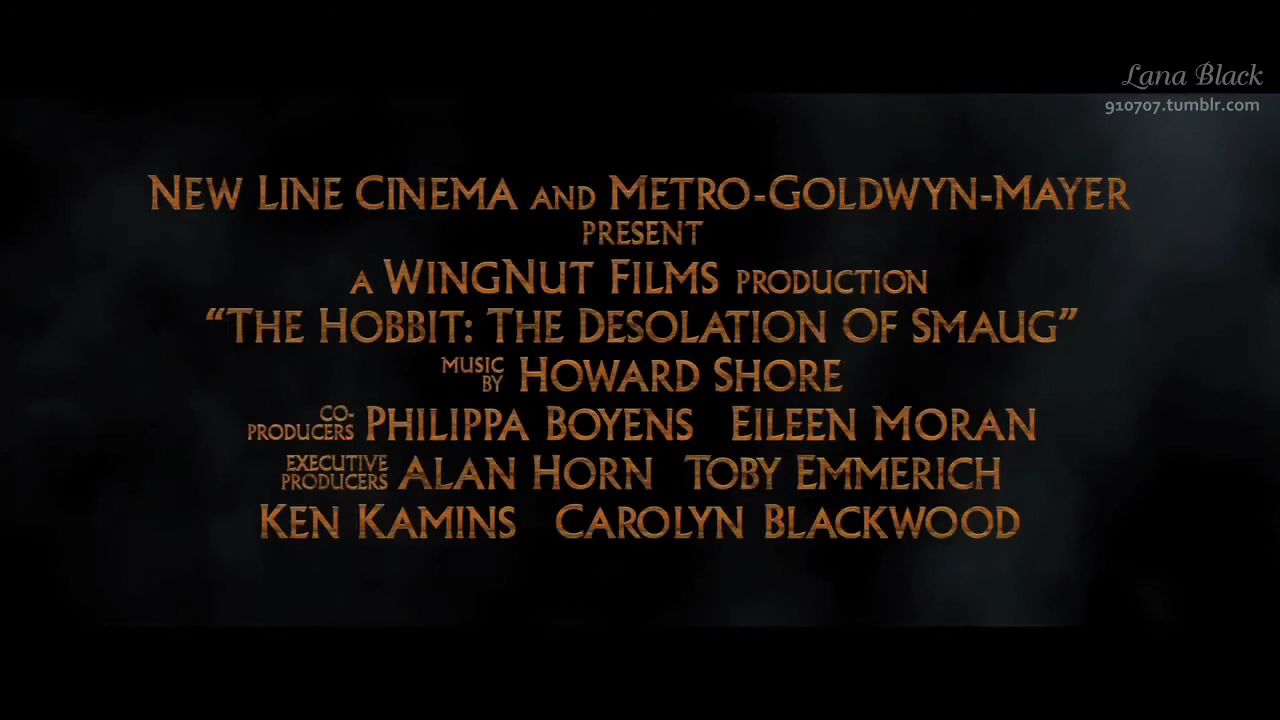 Lana Black
910707.tumblr.com
NEW LINE CINEMA AND METRO-GOLDWYN-MAYER
PRESENT
A WINGNUT FILMS PRODUCTION
“THE HOBBIT: THE DESOLATION OF SMAUG”
MUSIC BY HOWARD SHORE
CO-PRODUCERS PHILIPPA BOYENS EILEEN MORAN
EXECUTIVE PRODUCERS ALAN HORN TOBY EMMERICH
KEN KAMINS CAROLYN BLACKWOOD